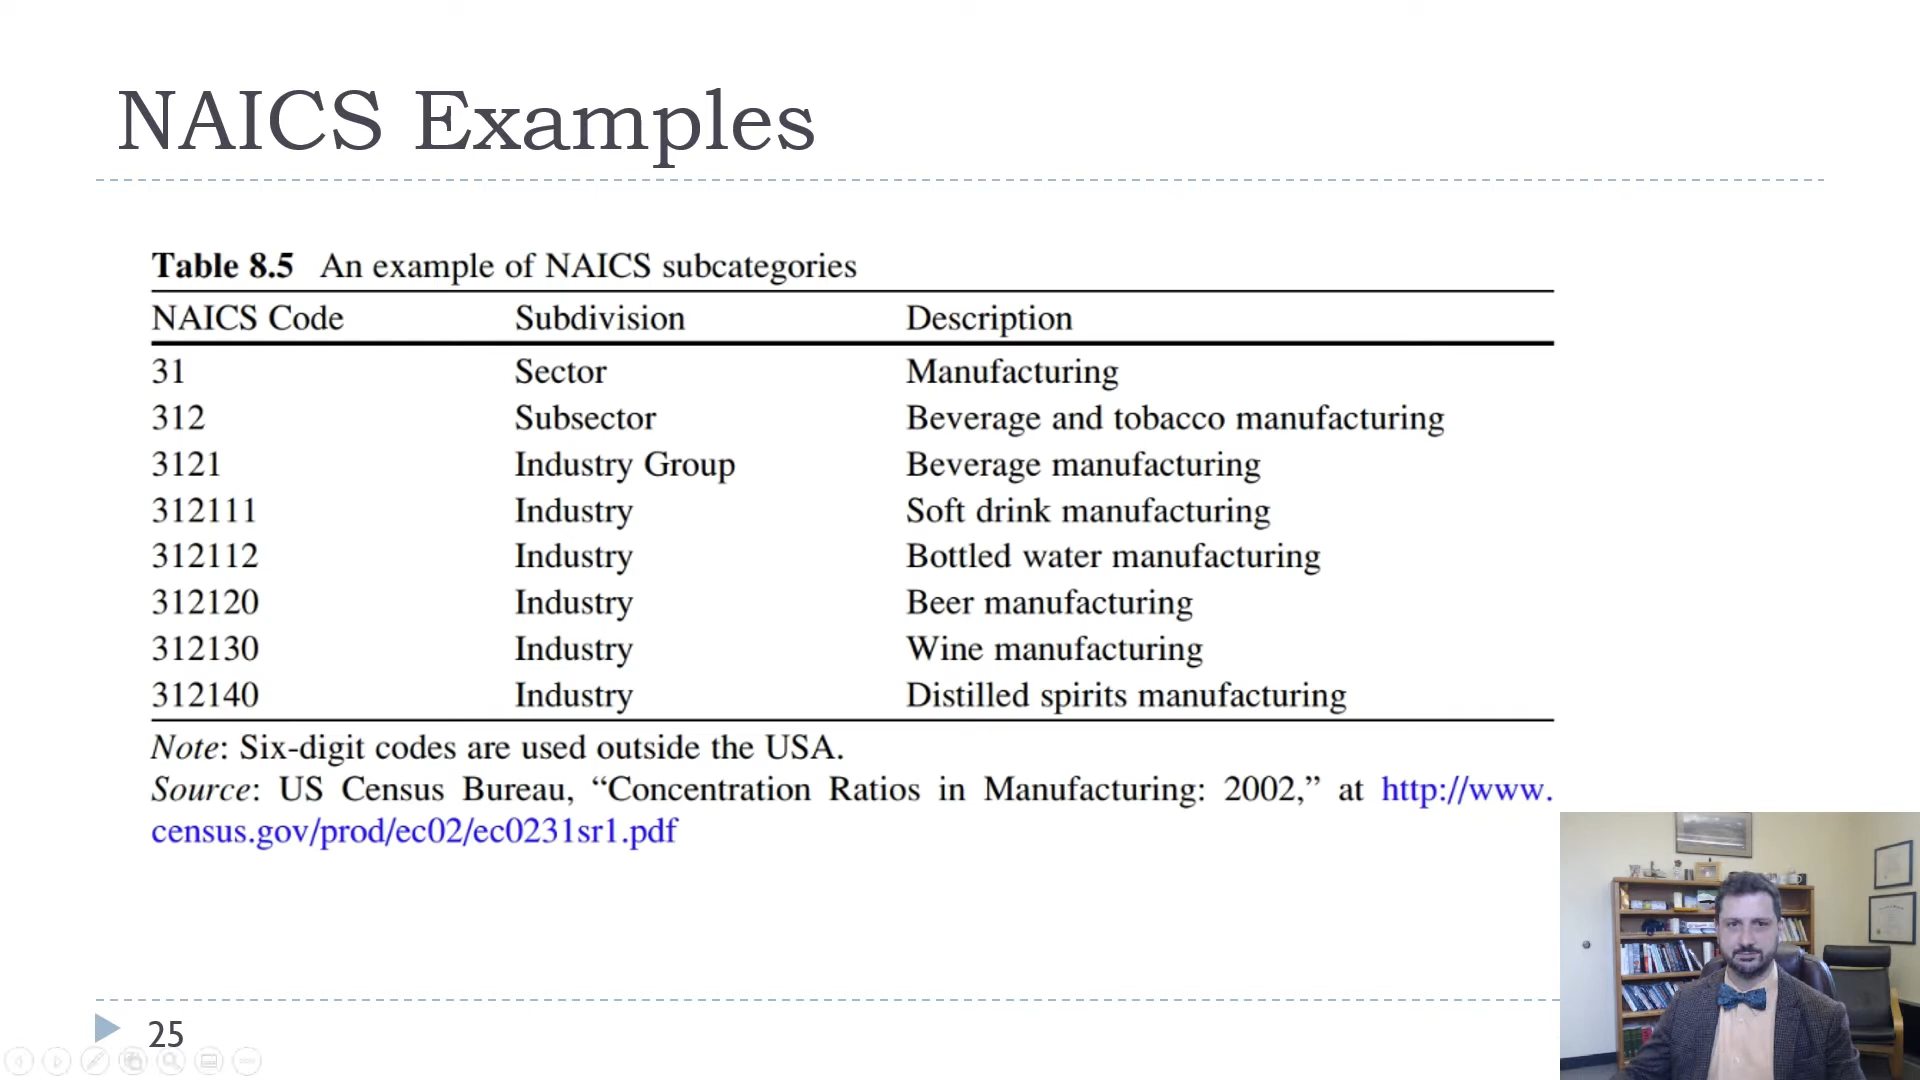 NAICS Examples
Table 8.5 An example of NAICS subcategories
NAICS Code Subdivision Description
31 Sector Manufacturing
312 Subsector Beverage and tobacco manufacturing
3121 Industry Group Beverage manufacturing
312111 Industry Soft drink manufacturing
312112 Industry Bottled water manufacturing
312120 Industry Beer manufacturing
312130 Industry Wine manufacturing
312140 Industry Distilled spirits manufacturing
Note: Six-digit codes are used outside the USA.
Source: US Census Bureau, “Concentration Ratios in Manufacturing: 2002,” at http://www.
census.gov/prod/ec02/ec0231sr1.pdf
25